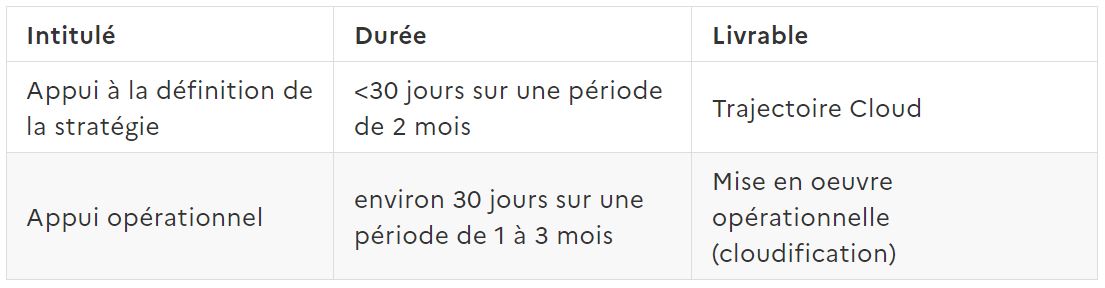 Intitulé
Durée
Livrable
Appui à la définition de
la stratégie
<30 jours sur une période
de 2 mois
Trajectoire Cloud
Appui opérationnel
environ 30 jours sur une
période de 1 à 3 mois
Mise en oeuvre
opérationnelle
(cloudification)